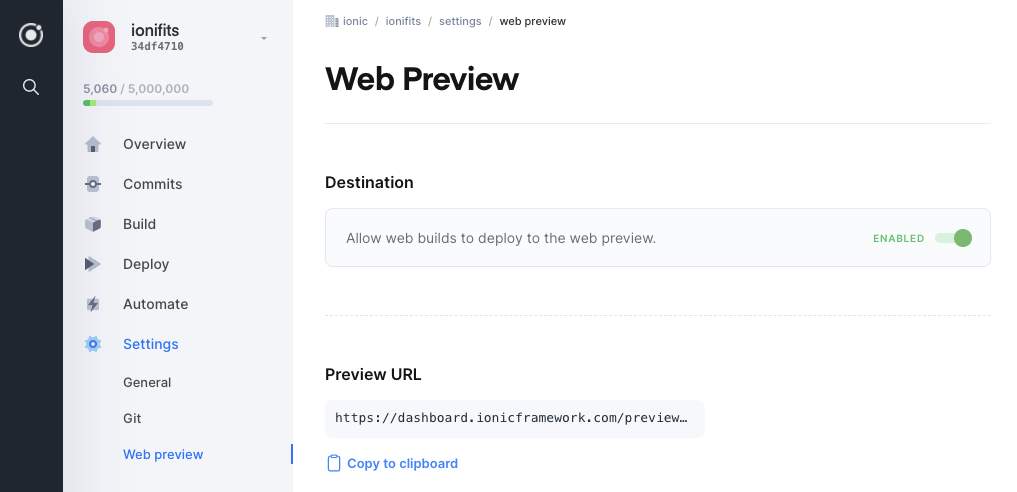 ionifits
34df4710
5,060 / 5,000,000
Overview
Commits
Build
Deploy
Automate
Settings
General
Git
Web preview
ionic / ionifits / settings / web preview
Web Preview
Destination
Allow web builds to deploy to the web preview.
ENABLED
Preview URL
https://dashboard.ionicframework.com/preview…
Copy to clipboard